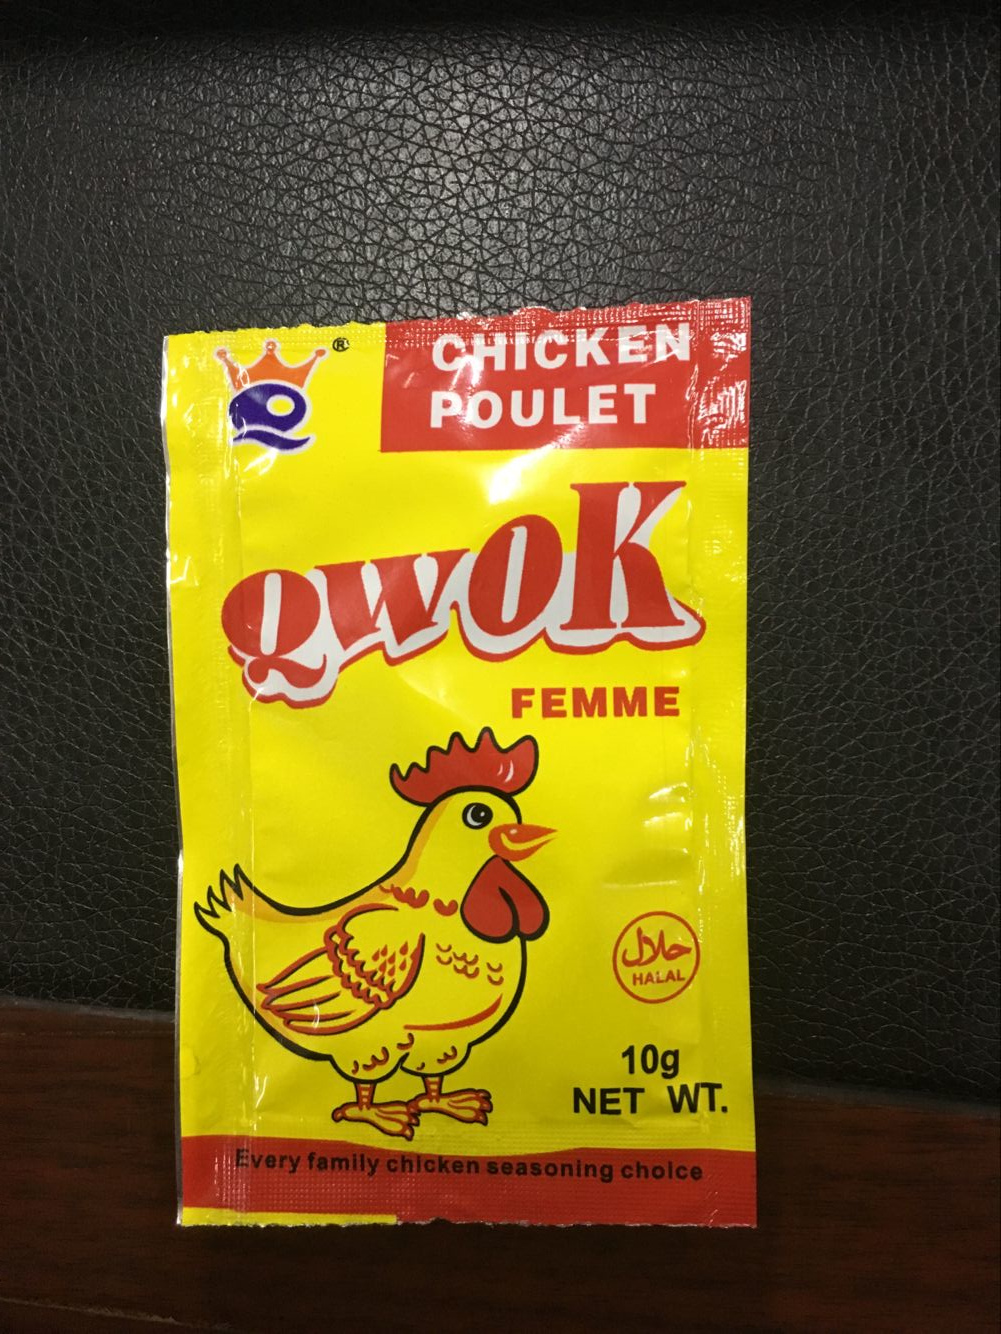 ®
CHICKEN
POULET
QWOK
FEMME
حلال
HALAL
10g
NET WT.
Every family chicken seasoning choice